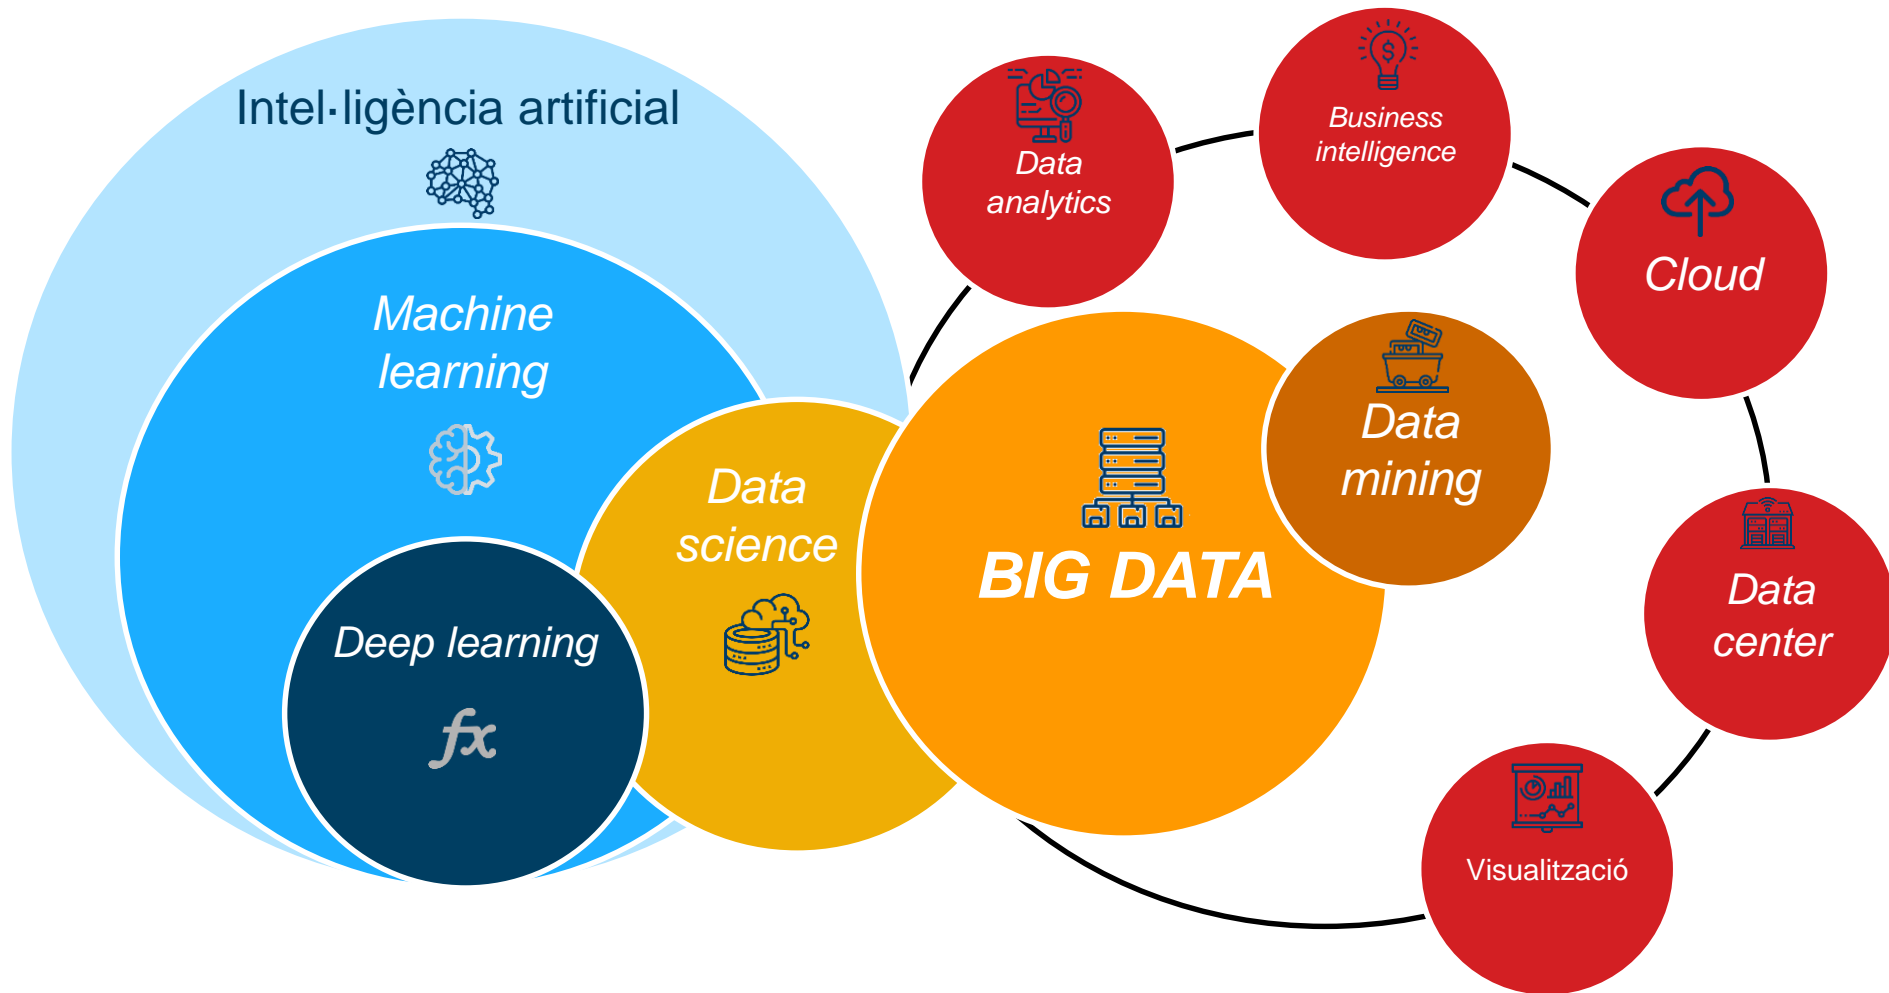 Intel·ligència artificial
Machine
learning
Deep learning
fx
Data
science
BIG DATA
Data
mining
Data
analytics
$
Business
intelligence
Cloud
Data
center
Visualització